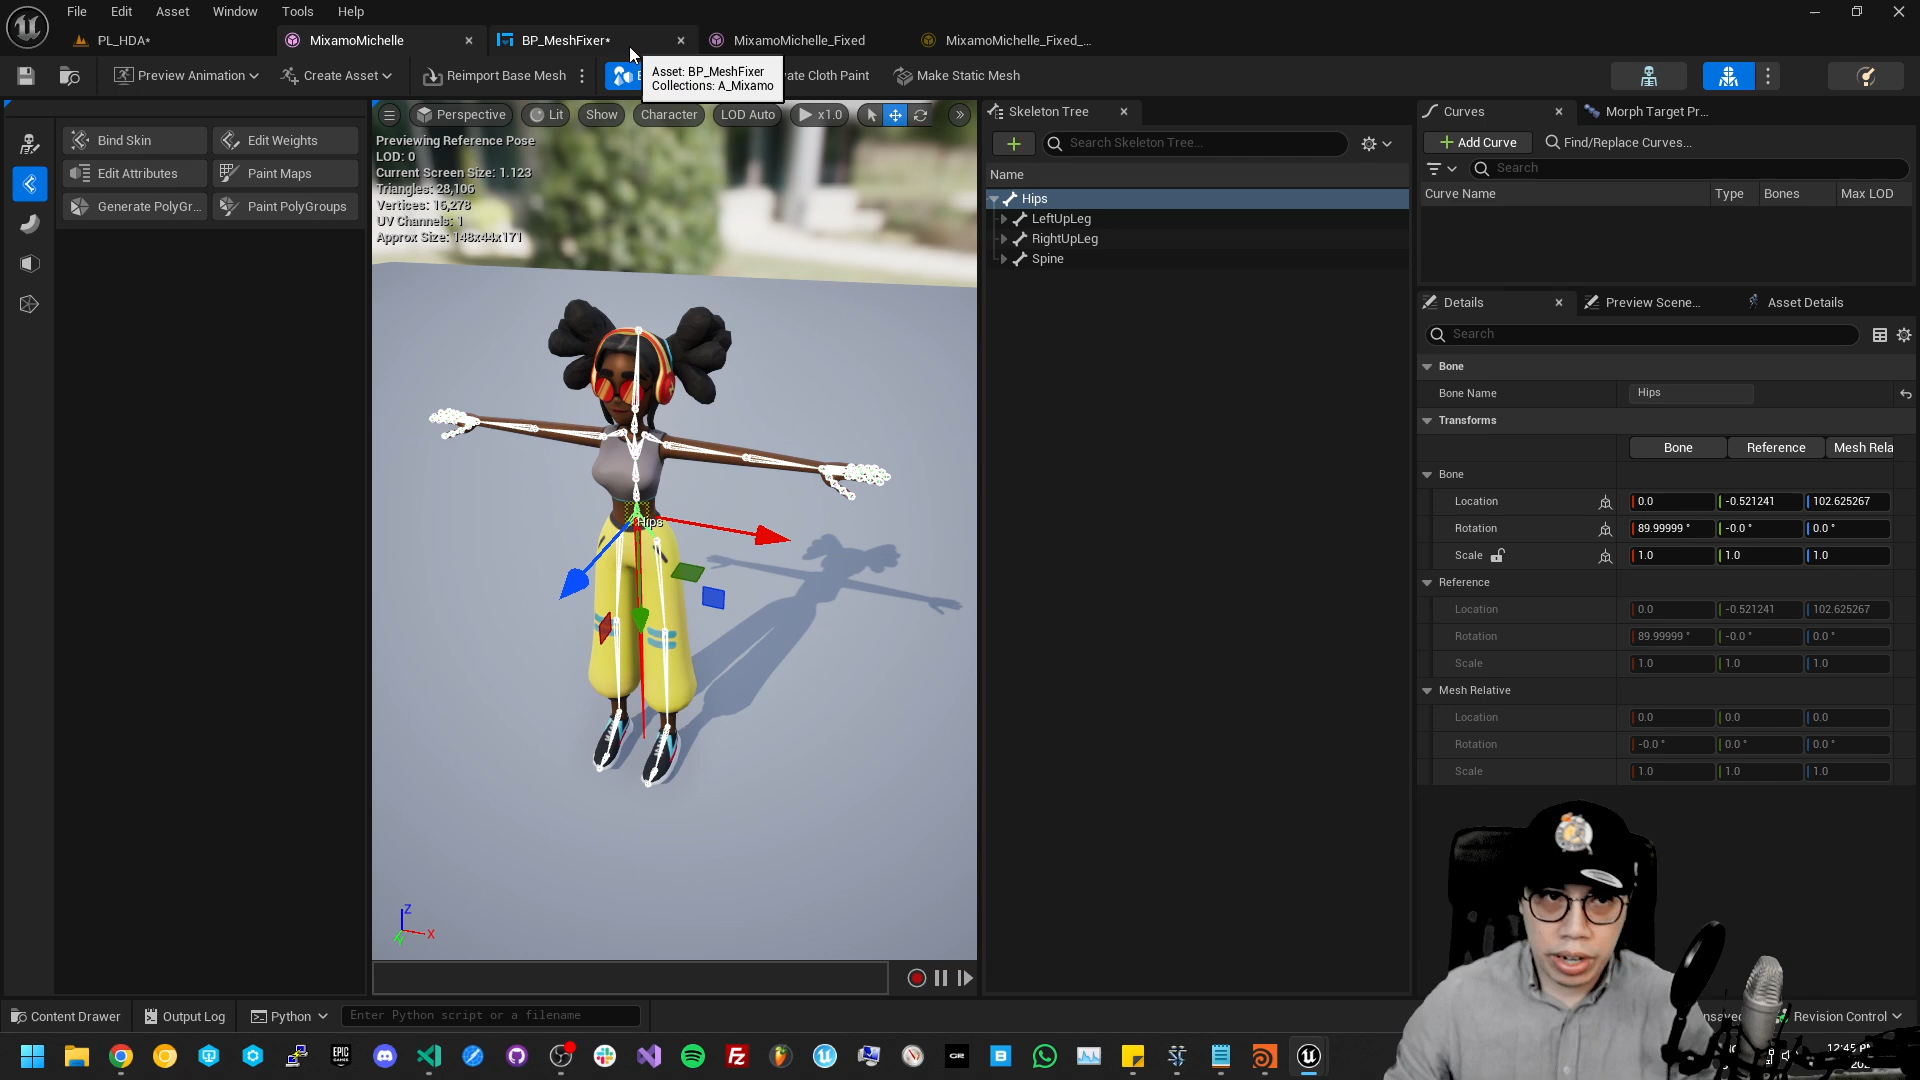 File Edit Asset Window Tools Help
PL_HDA* MixamoMichelle BP_MeshFixer* MixamoMichelle_Fixed MixamoMichelle_Fixed_...
Preview Animation Create Asset Reimport Base Mesh Cloth Paint Make Static Mesh
Asset: BP_MeshFixer
Collections: A_Mixamo
Bind Skin Edit Weights
Edit Attributes Paint Maps
Generate PolyGr... Paint PolyGroups
Perspective Lit Show Character LOD Auto x1.0
Previewing Reference Pose
LOD: 0
Current Screen Size: 1.123
Triangles: 28,106
Vertices: 16,278
UV Channels: 1
Approx Size: 148x44x171
Hips
Z
X
Y
Skeleton Tree
Search Skeleton Tree...
Name
Hips
LeftUpLeg
RightUpLeg
Spine
Curves Morph Target Pr...
Add Curve Find/Replace Curves...
Search
Curve Name Type Bones Max LOD
Details Preview Scene... Asset Details
Search
Bone
Bone Name Hips
Transforms
Bone Reference Mesh Rela
Bone
Location 0.0 -0.521241 102.625267
Rotation 89.99999 ° -0.0 ° 0.0 °
Scale 1.0 1.0 1.0
Reference
Location 0.0 -0.521241 102.625267
Rotation 89.99999 ° -0.0 ° 0.0 °
Scale 1.0 1.0 1.0
Mesh Relative
Location 0.0 0.0 0.0
Rotation -0.0 ° 0.0 ° 0.0 °
Scale 1.0 1.0 1.0
Content Drawer Output Log Python Enter Python script or a filename Revision Control
EPIC GAMES
12:45